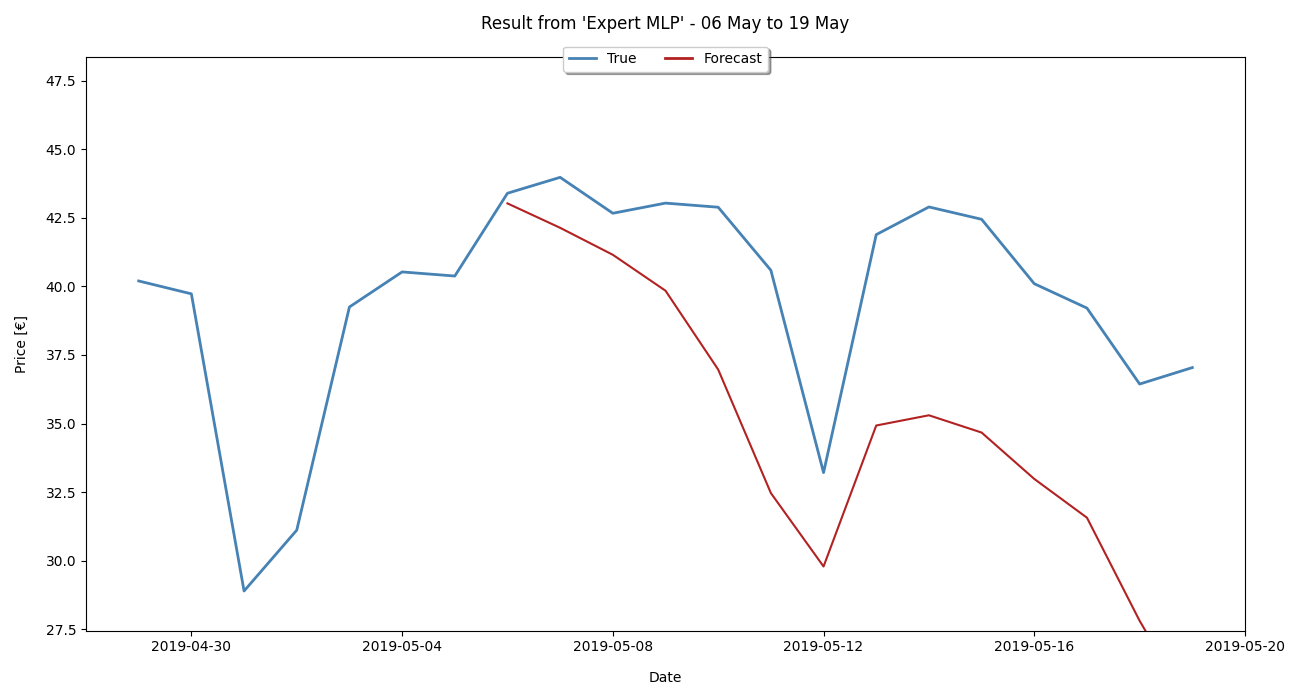 Result from 'Expert MLP' - 06 May to 19 May
True Forecast
47.5
45.0
42.5
40.0
37.5
35.0
32.5
30.0
27.5
Price [€]
2019-04-30 2019-05-04 2019-05-08 2019-05-12 2019-05-16 2019-05-20
Date